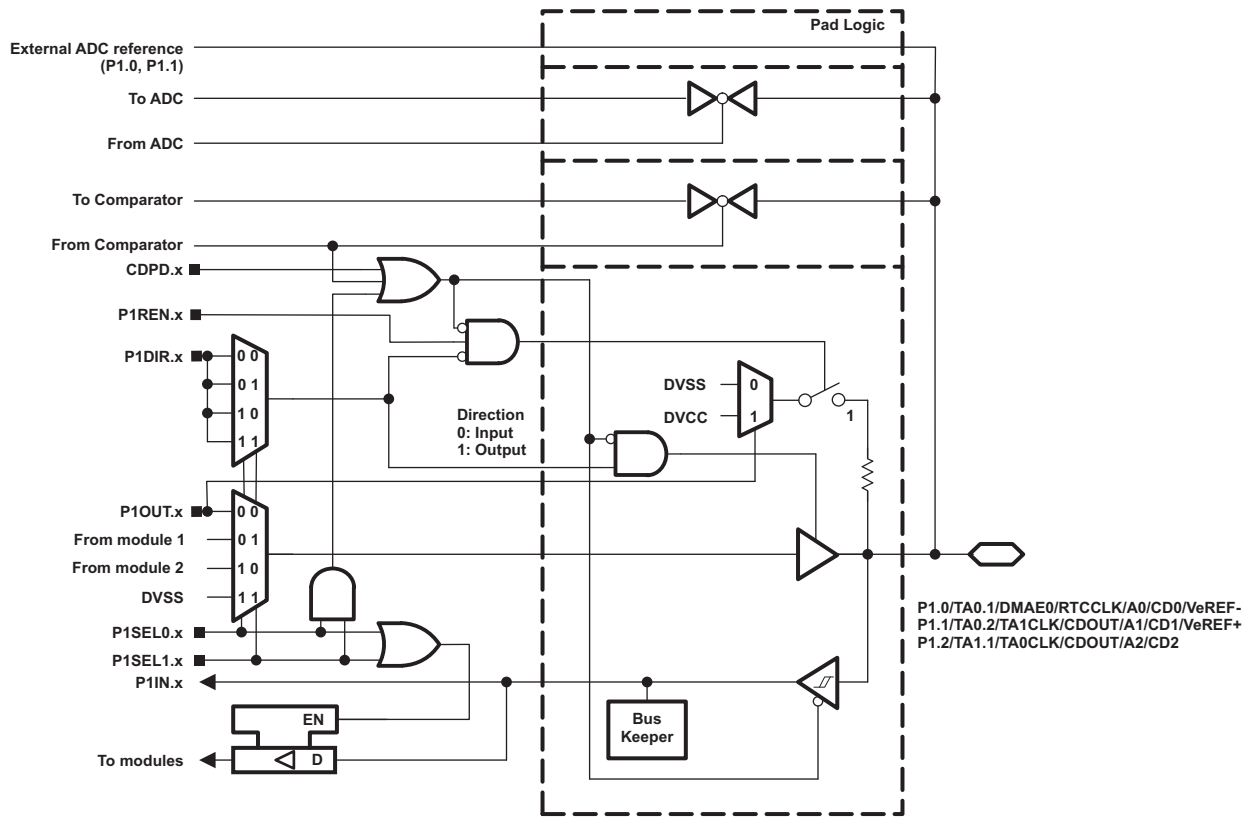 Pad Logic
External ADC reference
(P1.0, P1.1)
To ADC
From ADC
To Comparator
From Comparator
CDPD.x
P1REN.x
P1DIR.x
0 0
0 1
1 0
1 1
Direction
0: Input
1: Output
DVSS
0
DVCC
1
1
P1OUT.x
0 0
From module 1
0 1
From module 2
1 0
DVSS
1 1
P1.0/TA0.1/DMAE0/RTCCLK/A0/CD0/VeREF-
P1.1/TA0.2/TA1CLK/CDOUT/A1/CD1/VeREF+
P1.2/TA1.1/TA0CLK/CDOUT/A2/CD2
P1SEL0.x
P1SEL1.x
P1IN.x
Bus
Keeper
EN
To modules
D